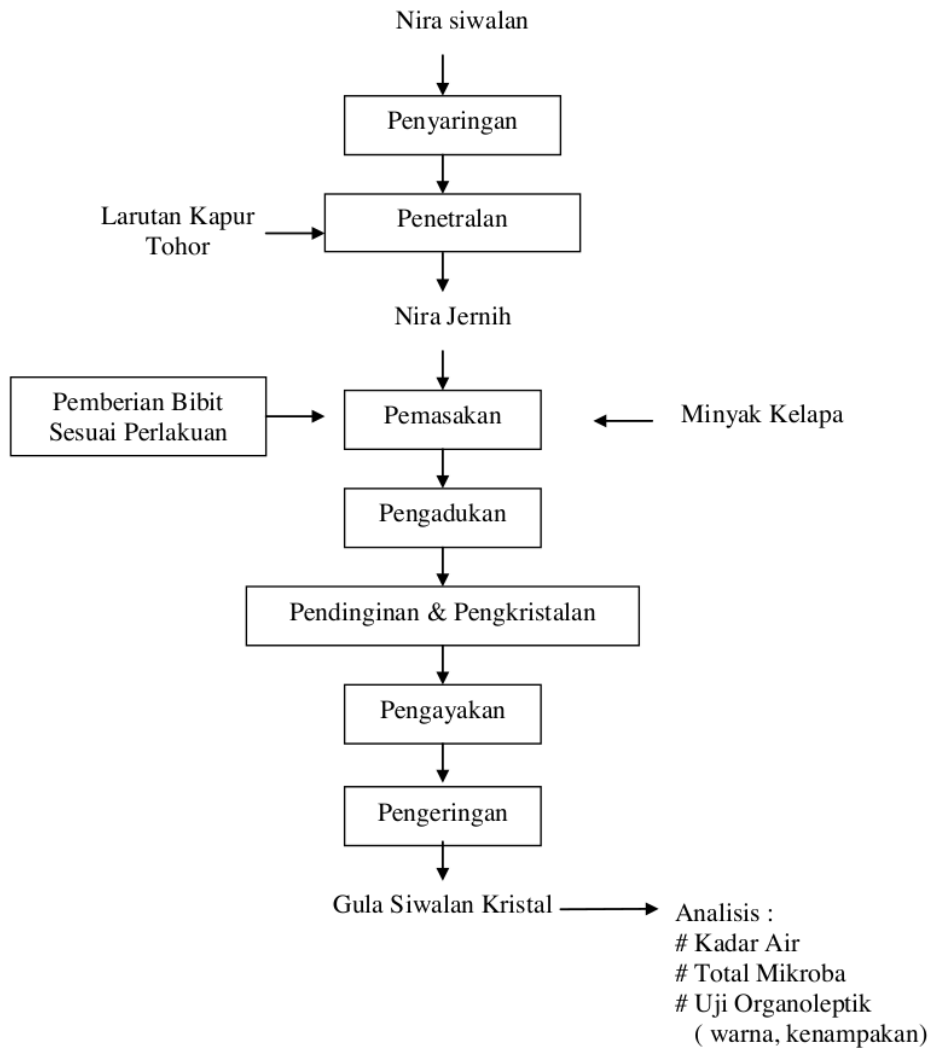 Nira siwalan
Penyaringan
Larutan Kapur
Tohor
Penetralan
Nira Jernih
Pemberian Bibit
Sesuai Perlakuan
Pemasakan
Minyak Kelapa
Pengadukan
Pendinginan & Pengkristalan
Pengayakan
Pengeringan
Gula Siwalan Kristal
Analisis :
# Kadar Air
# Total Mikroba
# Uji Organoleptik
( warna, kenampakan)